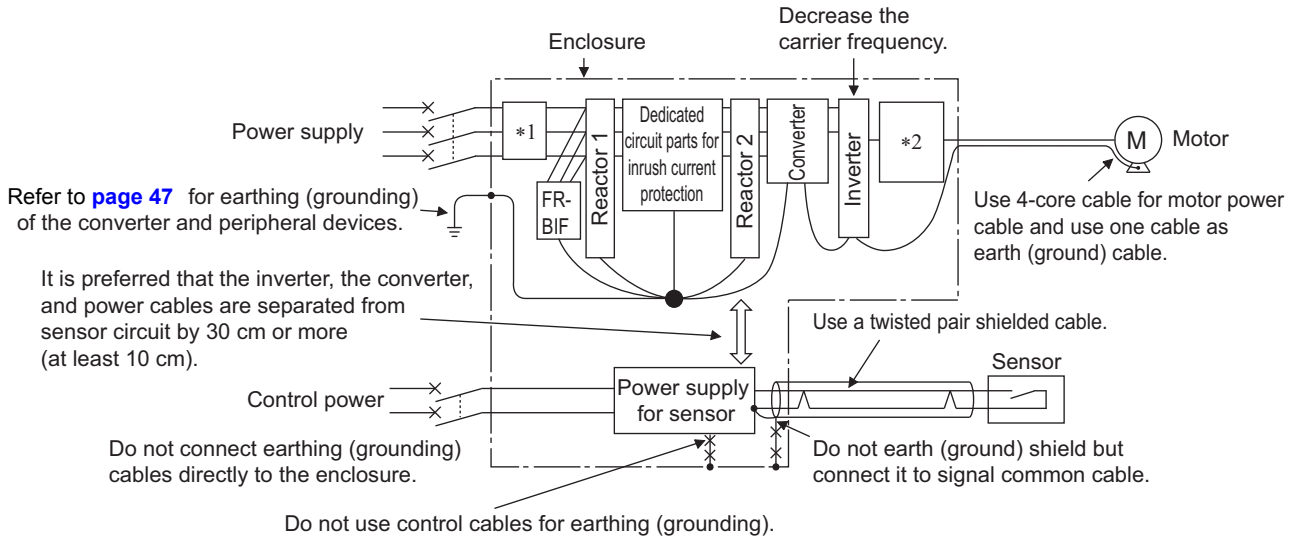 Decrease the
carrier frequency.
Enclosure
Power supply
*1
FR-
BIF
Reactor 1
Dedicated
circuit parts for
inrush current
protection
Reactor 2
Converter
Inverter
*2
M
Motor
Refer to page 47 for earthing (grounding)
of the converter and peripheral devices.
Use 4-core cable for motor power
cable and use one cable as
earth (ground) cable.
It is preferred that the inverter, the converter,
and power cables are separated from
sensor circuit by 30 cm or more
(at least 10 cm).
Use a twisted pair shielded cable.
Sensor
Control power
Power supply
for sensor
Do not connect earthing (grounding)
cables directly to the enclosure.
Do not earth (ground) shield but
connect it to signal common cable.
Do not use control cables for earthing (grounding).